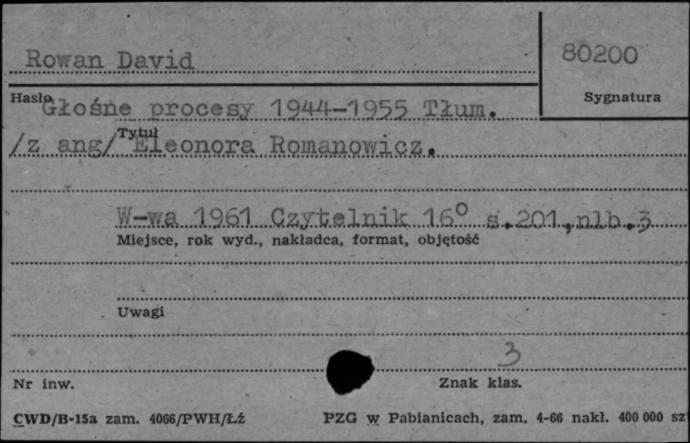 Rowan David
80200
Hasło
Sygnatura
Głośne procesy 1944-1955 Tłum.
Tytuł
/z ang/ Eleonora Romanowicz.
W-wa 1961 Czytelnik 16° s.201,nlb.3
Miejsce, rok wyd., nakładca, format, objętość
Uwagi
3
Nr inw.
Znak klas.
CWD/B-15a zam. 4066/PWH/Łź
PZG w Pabianicach, zam. 4-66 nakł. 400 000 szt